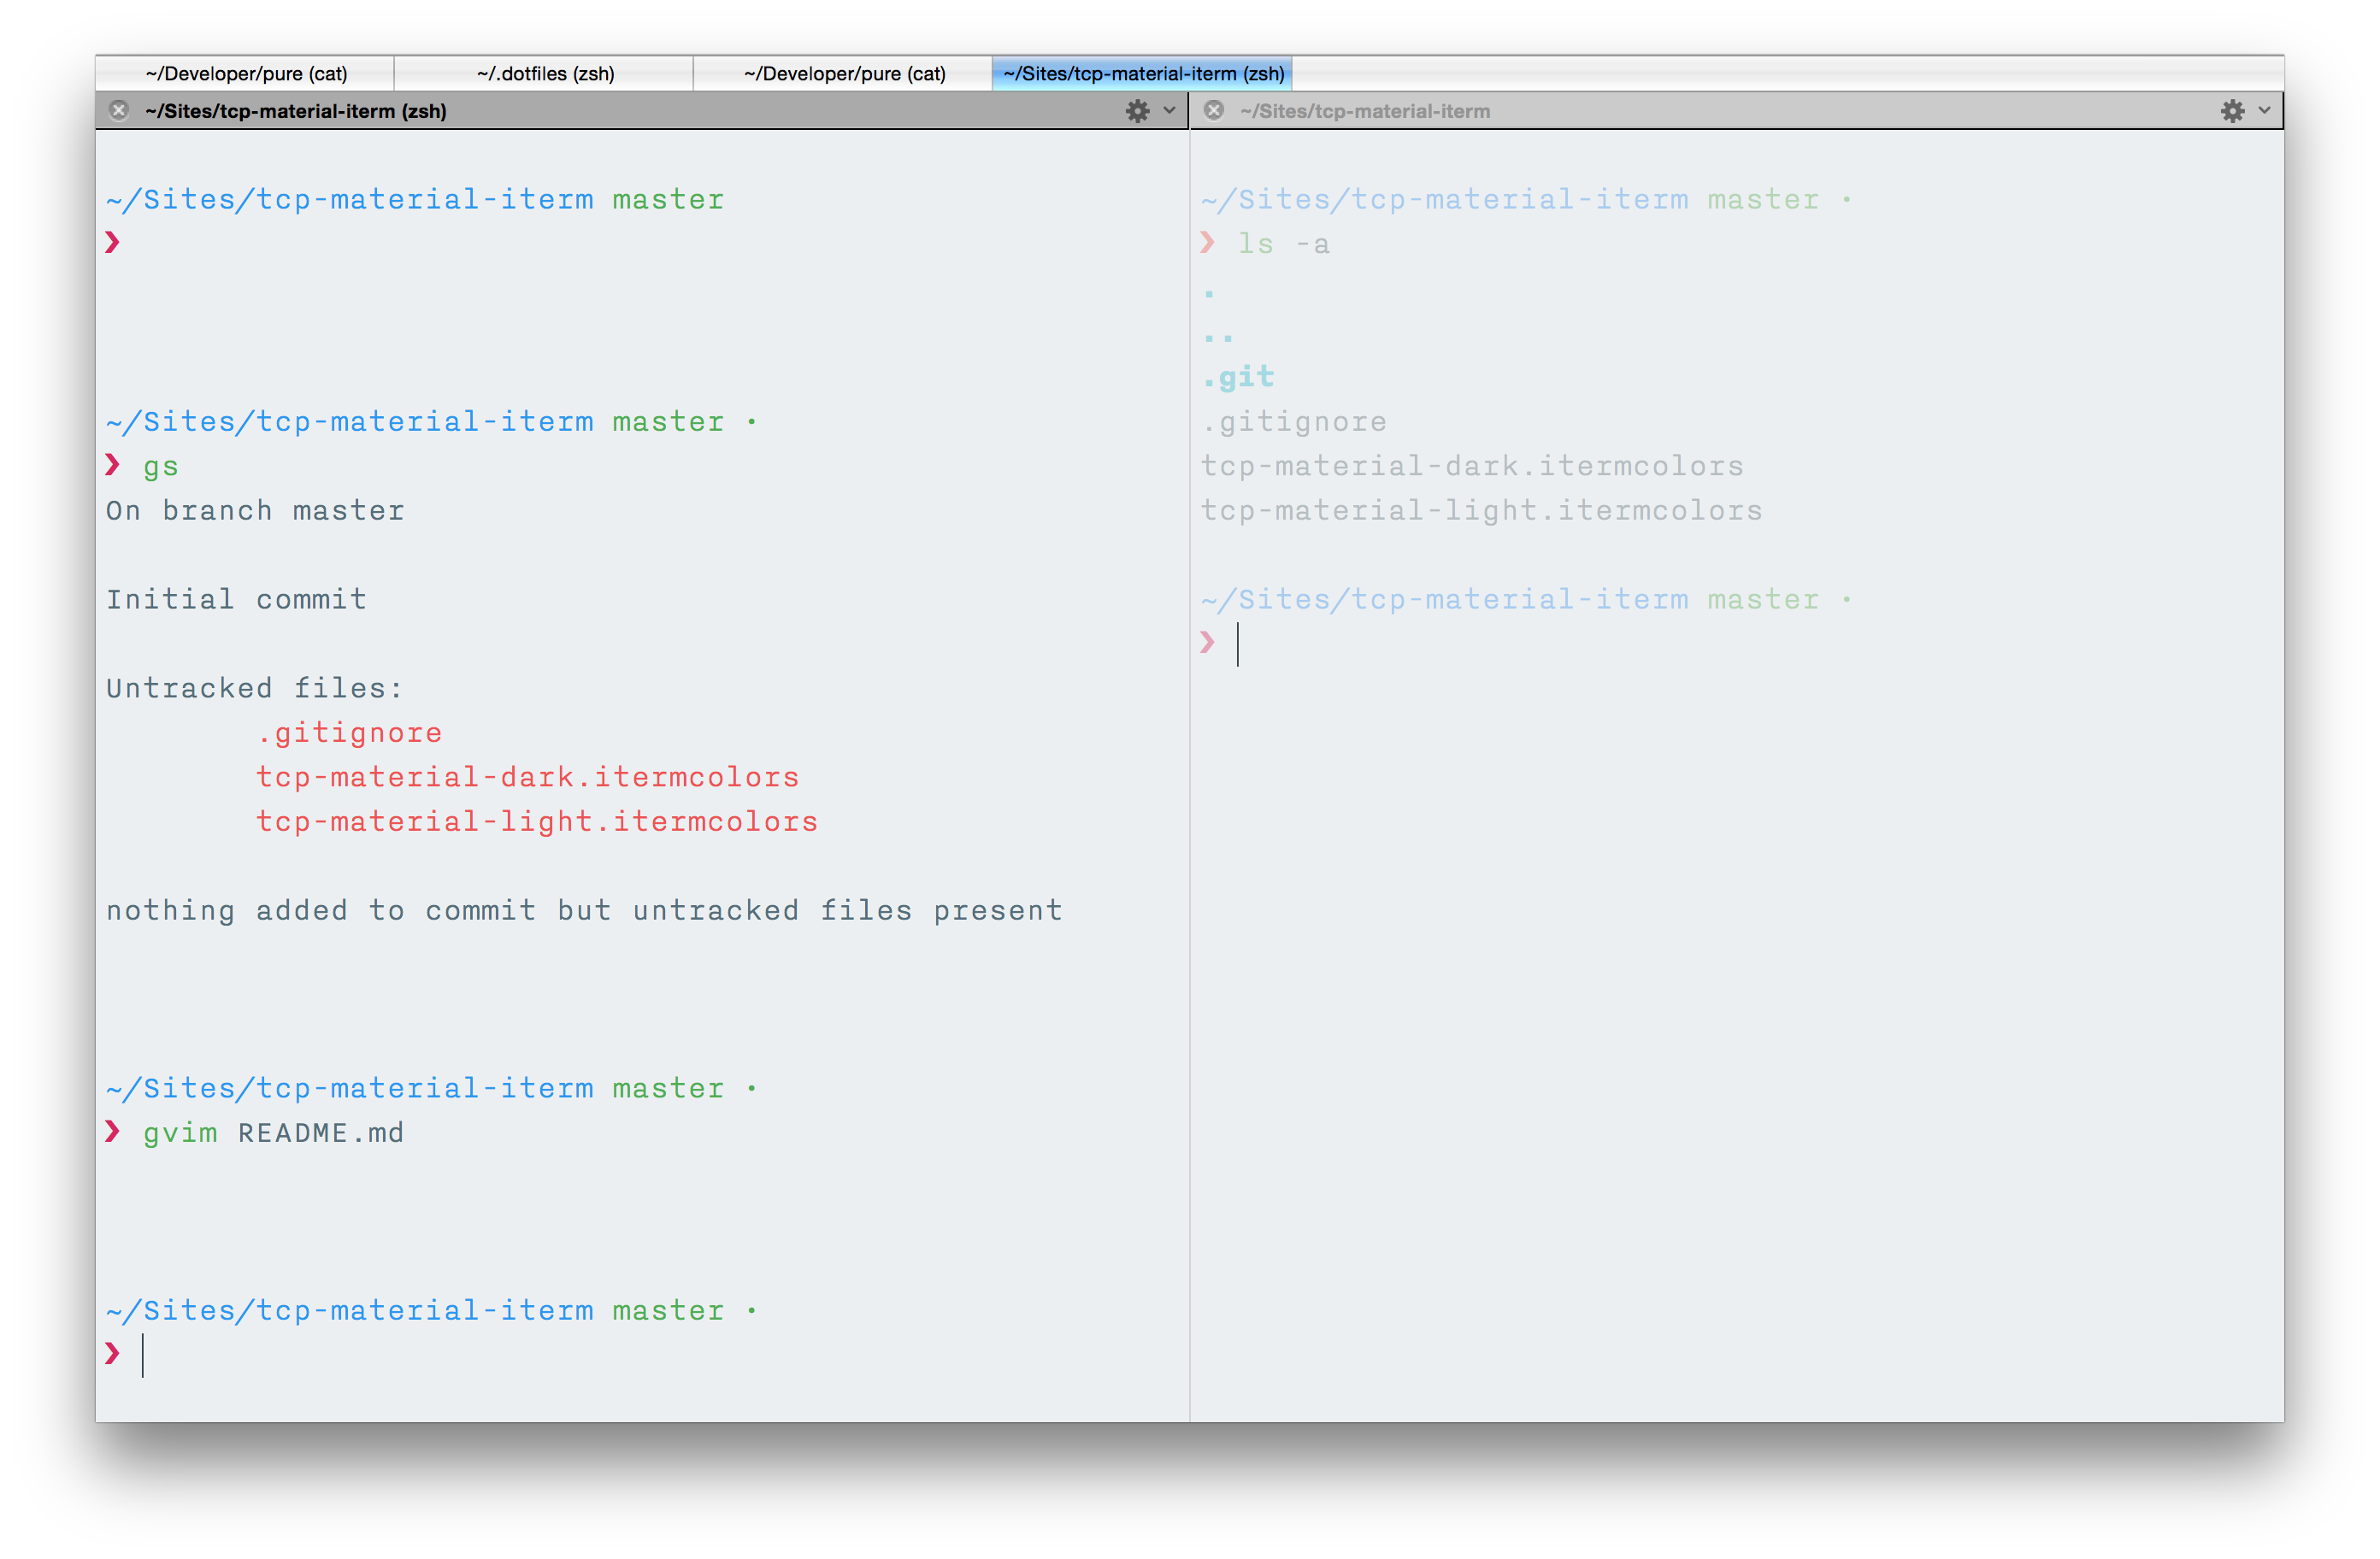 ~/Developer/pure (cat)
~/.dotfiles (zsh)
~/Developer/pure (cat)
~/Sites/tcp-material-iterm (zsh)
~/Sites/tcp-material-iterm (zsh)
~/Sites/tcp-material-iterm master
❯
~/Sites/tcp-material-iterm master •
❯ gs
On branch master
Initial commit
Untracked files:
.gitignore
tcp-material-dark.itermcolors
tcp-material-light.itermcolors
nothing added to commit but untracked files present
~/Sites/tcp-material-iterm master •
❯ gvim README.md
~/Sites/tcp-material-iterm master •
❯
~/Sites/tcp-material-iterm
~/Sites/tcp-material-iterm master •
❯ ls -a
.
..
.git
.gitignore
tcp-material-dark.itermcolors
tcp-material-light.itermcolors
~/Sites/tcp-material-iterm master •
❯